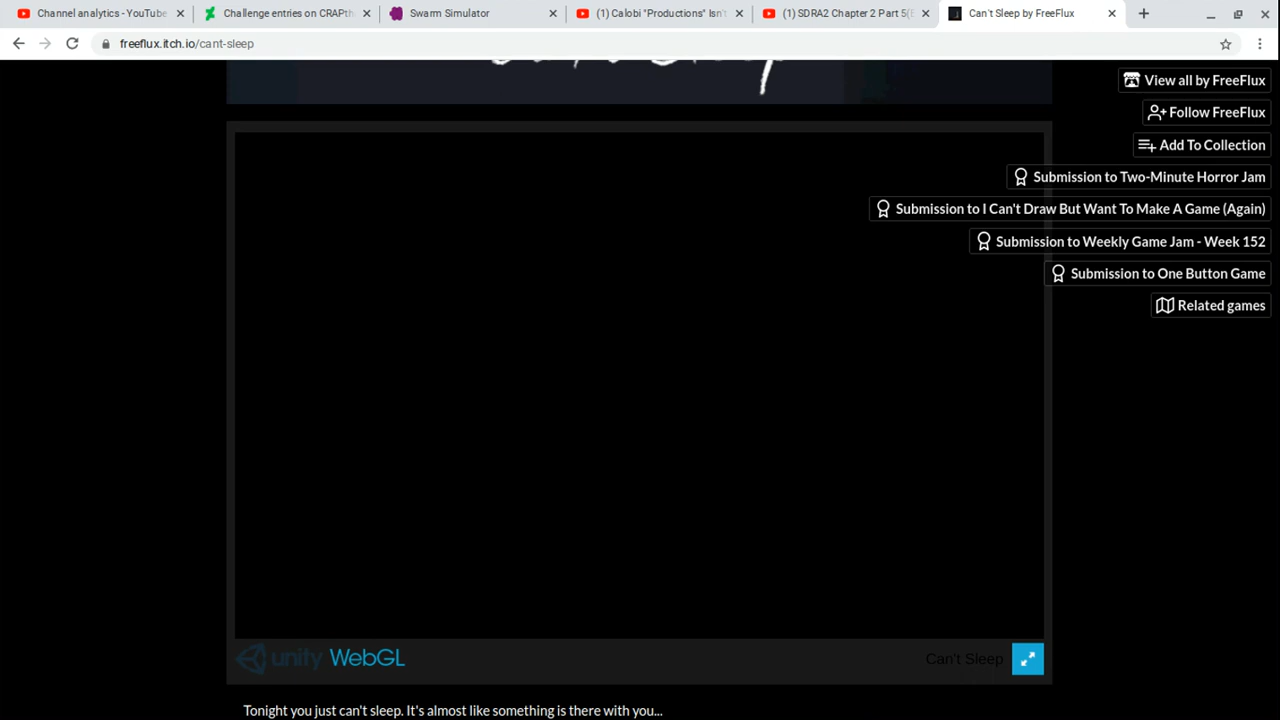 Channel analytics - YouTube
Challenge entries on CRAPth
Swarm Simulator
(1) Calobi "Productions" Isn't
(1) SDRA2 Chapter 2 Part 5(E
Can't Sleep by FreeFlux
freeflux.itch.io/cant-sleep
View all by FreeFlux
Follow FreeFlux
Add To Collection
Submission to Two-Minute Horror Jam
Submission to I Can't Draw But Want To Make A Game (Again)
Submission to Weekly Game Jam - Week 152
Submission to One Button Game
Related games
unity WebGL
Can't Sleep
Tonight you just can't sleep. It's almost like something is there with you...